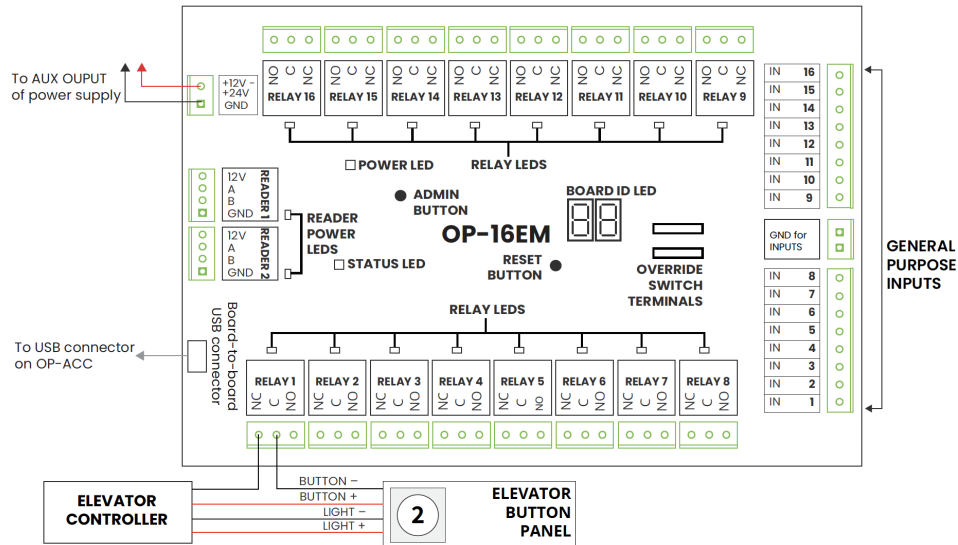 To AUX OUPUT
of power supply
+12V -
+24V
GND
NO C NC
RELAY 16
NO C NC
RELAY 15
NO C NC
RELAY 14
NO C NC
RELAY 13
NO C NC
RELAY 12
NO C NC
RELAY 11
NO C NC
RELAY 10
NO C NC
RELAY 9
IN 16
IN 15
IN 14
IN 13
IN 12
IN 11
IN 10
IN 9
POWER LED
RELAY LEDS
12V
A
B
GND
READER 1
ADMIN
BUTTON
BOARD ID LED
88
READER
POWER
LEDS
OP-16EM
12V
A
B
GND
READER 2
STATUS LED
RESET
BUTTON
OVERRIDE
SWITCH
TERMINALS
GND for
INPUTS
GENERAL
PURPOSE
INPUTS
IN 8
IN 7
IN 6
IN 5
IN 4
IN 3
IN 2
IN 1
RELAY LEDS
To USB connector
on OP-ACC
Board-to-board
USB connector
RELAY 1
NC C NO
RELAY 2
NC C NO
RELAY 3
NC C NO
RELAY 4
NC C NO
RELAY 5
NC C NO
RELAY 6
NC C NO
RELAY 7
NC C NO
RELAY 8
NC C NO
ELEVATOR
CONTROLLER
BUTTON –
BUTTON +
LIGHT –
LIGHT +
2
ELEVATOR
BUTTON
PANEL